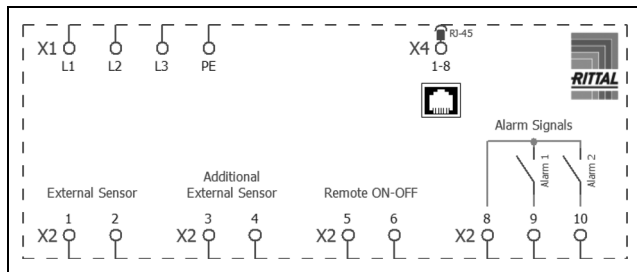 X1
L1 L2 L3 PE
X4
RJ-45
1-8
RITTAL
Alarm Signals
Alarm 1
Alarm 2
External Sensor
Additional
External Sensor
Remote ON-OFF
X2 1 2
X2 3 4
X2 5 6
X2 8 9 10